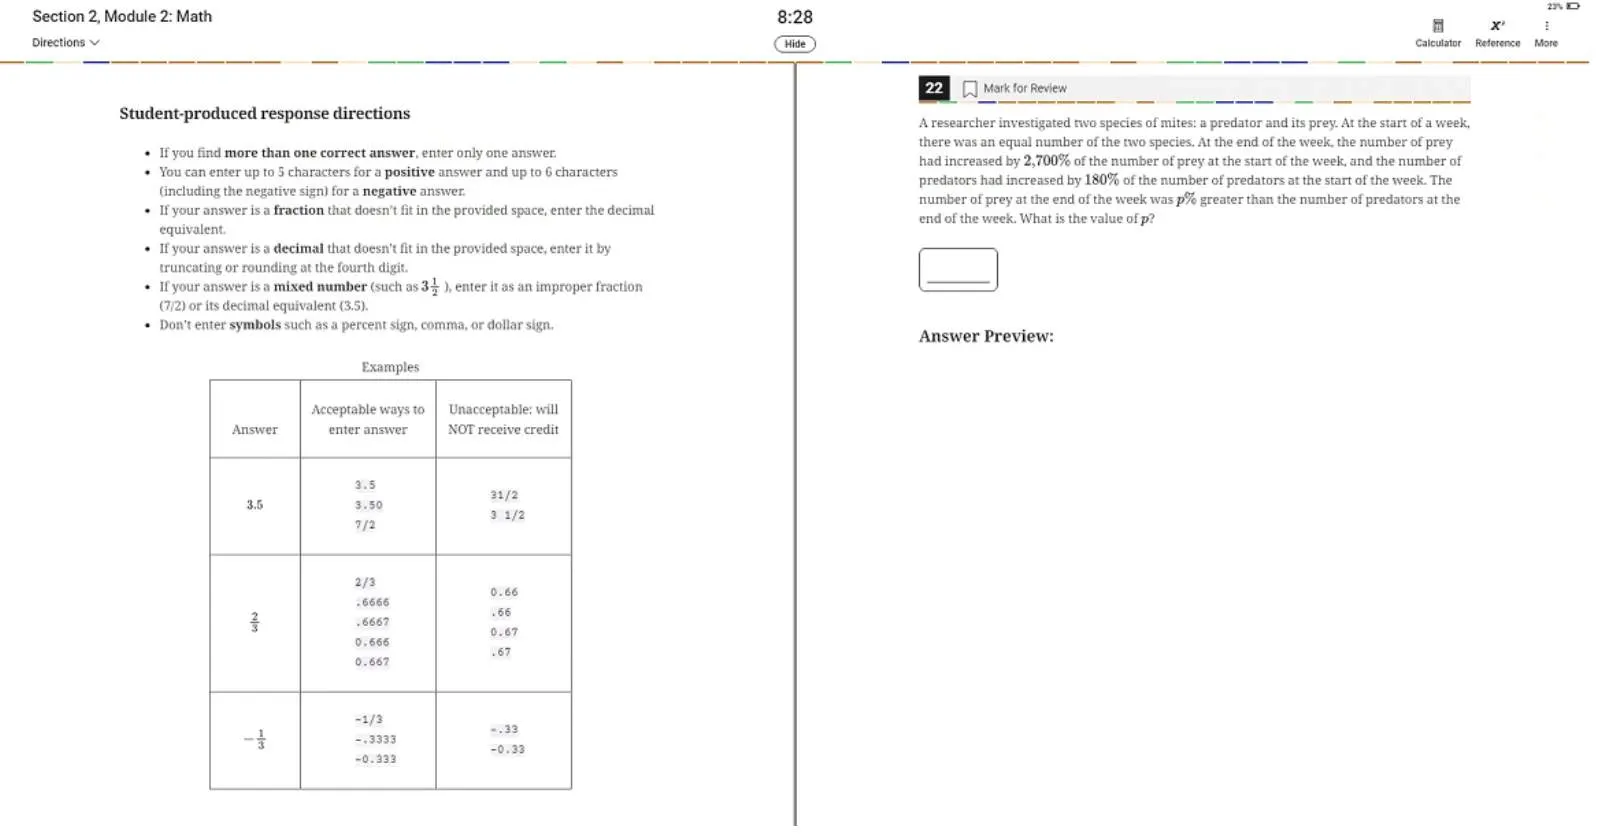 Section 2, Module 2: Math
Directions
8:28
Hide
23%
Calculator
Reference
More
Student-produced response directions
• If you find more than one correct answer, enter only one answer.
• You can enter up to 5 characters for a positive answer and up to 6 characters
(including the negative sign) for a negative answer.
• If your answer is a fraction that doesn't fit in the provided space, enter the decimal
equivalent.
• If your answer is a decimal that doesn't fit in the provided space, enter it by
truncating or rounding at the fourth digit.
• If your answer is a mixed number (such as 3 1/2 ), enter it as an improper fraction
(7/2) or its decimal equivalent (3.5).
• Don't enter symbols such as a percent sign, comma, or dollar sign.
Examples
Answer
Acceptable ways to
enter answer
Unacceptable: will
NOT receive credit
3.5
3.5
3.50
7/2
31/2
3 1/2
2/3
2/3
.6666
.6667
0.666
0.667
0.66
.66
0.67
.67
-1/3
-1/3
-.3333
-0.333
-.33
-0.33
22 Mark for Review
A researcher investigated two species of mites: a predator and its prey. At the start of a week,
there was an equal number of the two species. At the end of the week, the number of prey
had increased by 2,700% of the number of prey at the start of the week, and the number of
predators had increased by 180% of the number of predators at the start of the week. The
number of prey at the end of the week was p% greater than the number of predators at the
end of the week. What is the value of p?
Answer Preview: